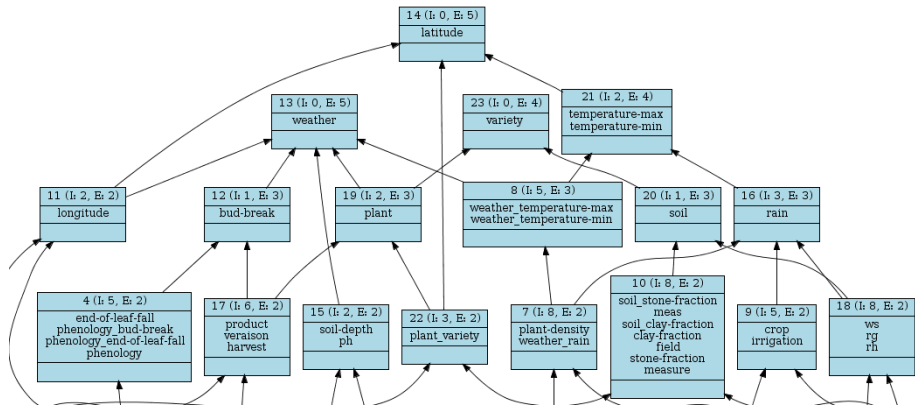 14 (I: 0, E: 5)
latitude
13 (I: 0, E: 5)
weather
23 (I: 0, E: 4)
variety
21 (I: 2, E: 4)
temperature-max
temperature-min
11 (I: 2, E: 2)
longitude
12 (I: 1, E: 3)
bud-break
19 (I: 2, E: 3)
plant
8 (I: 5, E: 3)
weather_temperature-max
weather_temperature-min
20 (I: 1, E: 3)
soil
16 (I: 3, E: 3)
rain
4 (I: 5, E: 2)
end-of-leaf-fall
phenology_bud-break
phenology_end-of-leaf-fall
phenology
17 (I: 6, E: 2)
product
veraison
harvest
15 (I: 2, E: 2)
soil-depth
ph
22 (I: 3, E: 2)
plant_variety
7 (I: 8, E: 2)
plant-density
weather_rain
10 (I: 8, E: 2)
soil_stone-fraction
meas
soil_clay-fraction
clay-fraction
field
stone-fraction
measure
9 (I: 5, E: 2)
crop
irrigation
18 (I: 8, E: 2)
ws
rg
rh